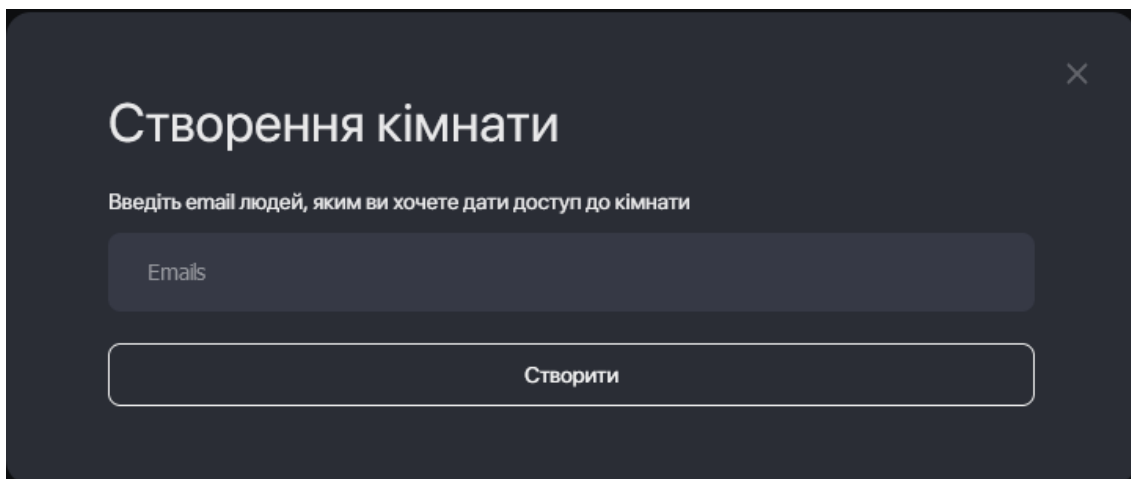 Створення кімнати
Введіть email людей, яким ви хочете дати доступ до кімнати
Emails
Створити